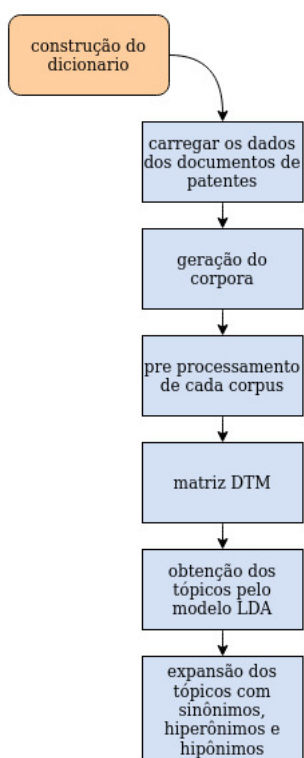 construção do
dicionario
carregar os dados
dos documentos de
patentes
geração do
corpora
pre processamento
de cada corpus
matriz DTM
obtenção dos
tópicos pelo
modelo LDA
expansão dos
tópicos com
sinônimos,
hiperônimos e
hipônimos